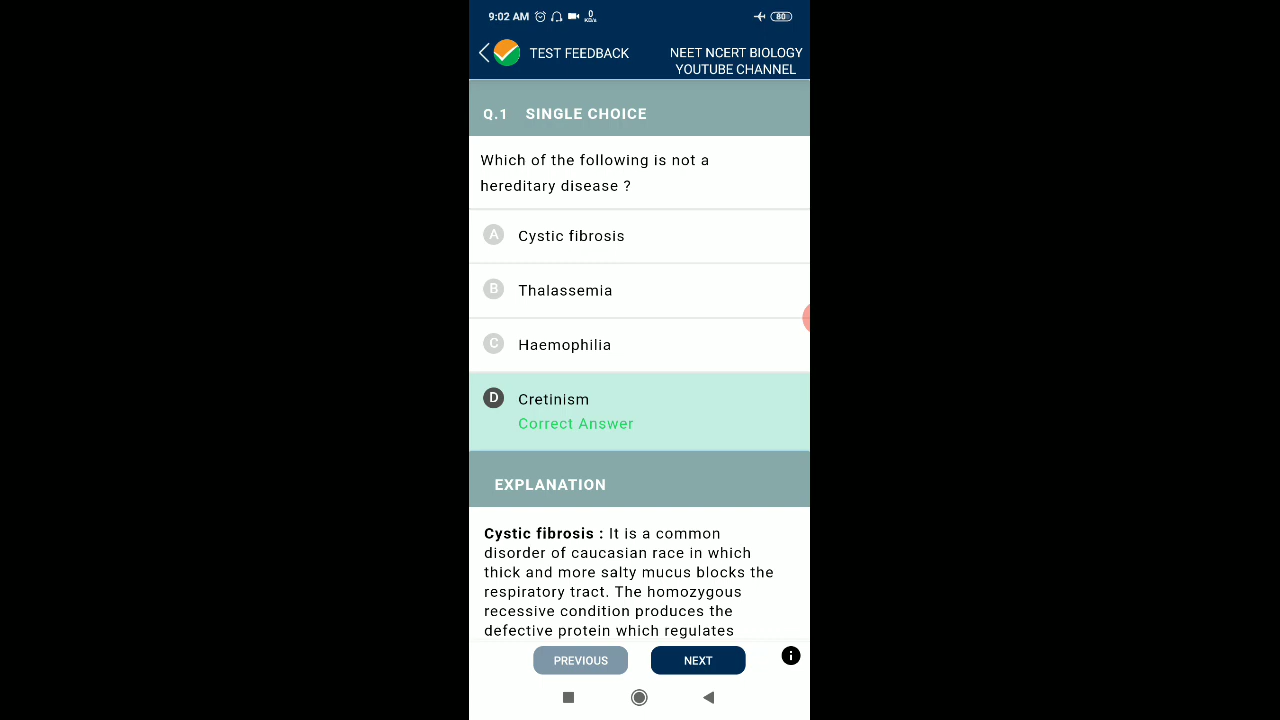 9:02 AM 0 KB/s 80
TEST FEEDBACK
NEET NCERT BIOLOGY
YOUTUBE CHANNEL
Q.1 SINGLE CHOICE
Which of the following is not a
hereditary disease ?
A Cystic fibrosis
B Thalassemia
C Haemophilia
D Cretinism
Correct Answer
EXPLANATION
Cystic fibrosis : It is a common
disorder of caucasian race in which
thick and more salty mucus blocks the
respiratory tract. The homozygous
recessive condition produces the
defective protein which regulates
PREVIOUS NEXT